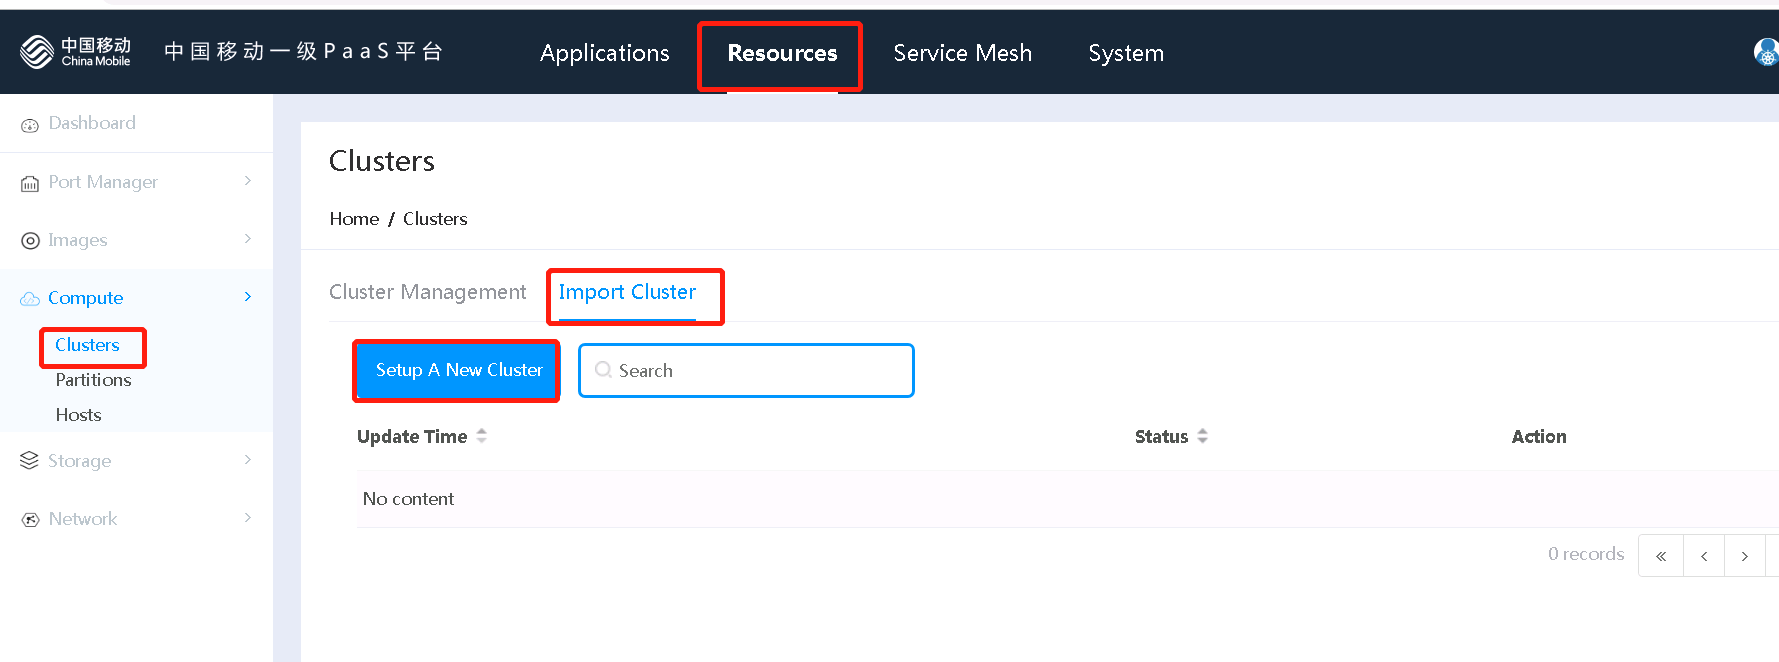 中国移动
China Mobile
中国移动一级PaaS平台
Applications
Resources
Service Mesh
System
Dashboard
Port Manager
Images
Compute
Clusters
Partitions
Hosts
Storage
Network
Clusters
Home / Clusters
Cluster Management
Import Cluster
Setup A New Cluster
Search
Update Time
Status
Action
No content
0 records
«
‹
›